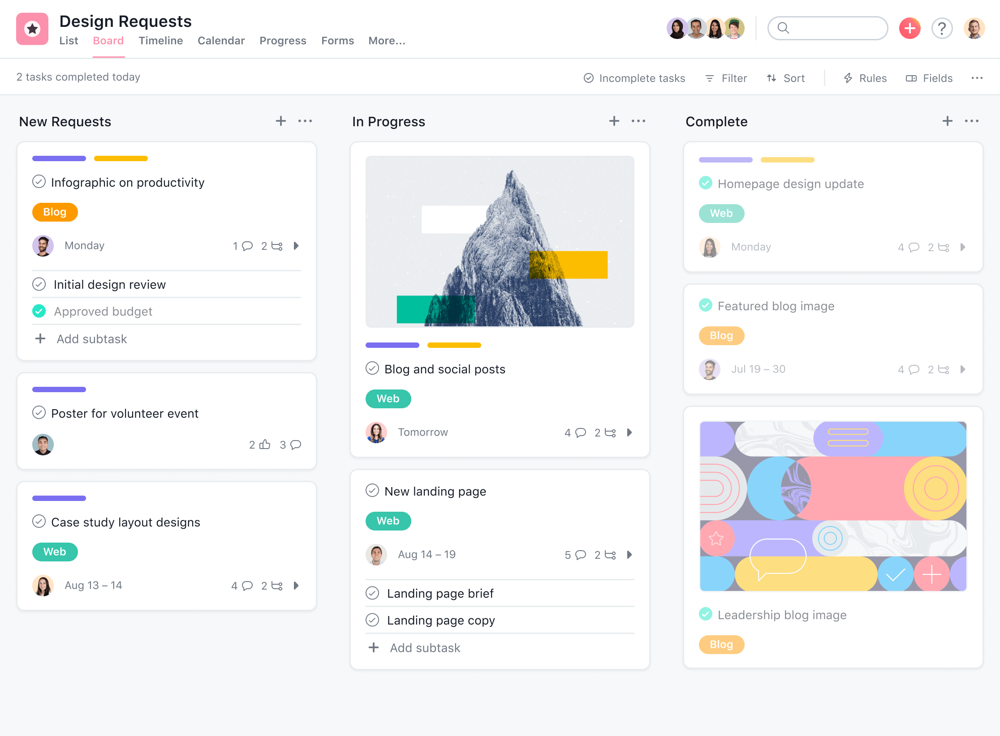 Design Requests
List Board Timeline Calendar Progress Forms More...
2 tasks completed today
Incomplete tasks Filter Sort Rules Fields
New Requests
Infographic on productivity
Blog
Monday 1 2
Initial design review
Approved budget
Add subtask
Poster for volunteer event
2 3
Case study layout designs
Web
Aug 13 – 14 4 2
In Progress
Blog and social posts
Web
Tomorrow 4 2
New landing page
Web
Aug 14 – 19 5 2
Landing page brief
Landing page copy
Add subtask
Complete
Homepage design update
Web
Monday 4 2
Featured blog image
Blog
Jul 19 – 30 4 2
Leadership blog image
Blog